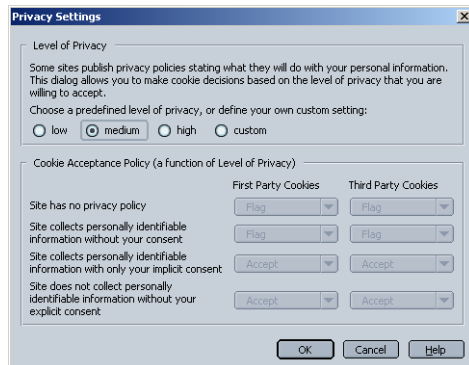 Privacy Settings
Level of Privacy
Some sites publish privacy policies stating what they will do with your personal information.
This dialog allows you to make cookie decisions based on the level of privacy that you are
willing to accept.
Choose a predefined level of privacy, or define your own custom setting:
low medium high custom
Cookie Acceptance Policy (a function of Level of Privacy)
First Party Cookies Third Party Cookies
Site has no privacy policy Flag Flag
Site collects personally identifiable
information without your consent Flag Flag
Site collects personally identifiable
information with only your implicit consent Accept Accept
Site does not collect personally
identifiable information without your Accept Accept
explicit consent
OK Cancel Help